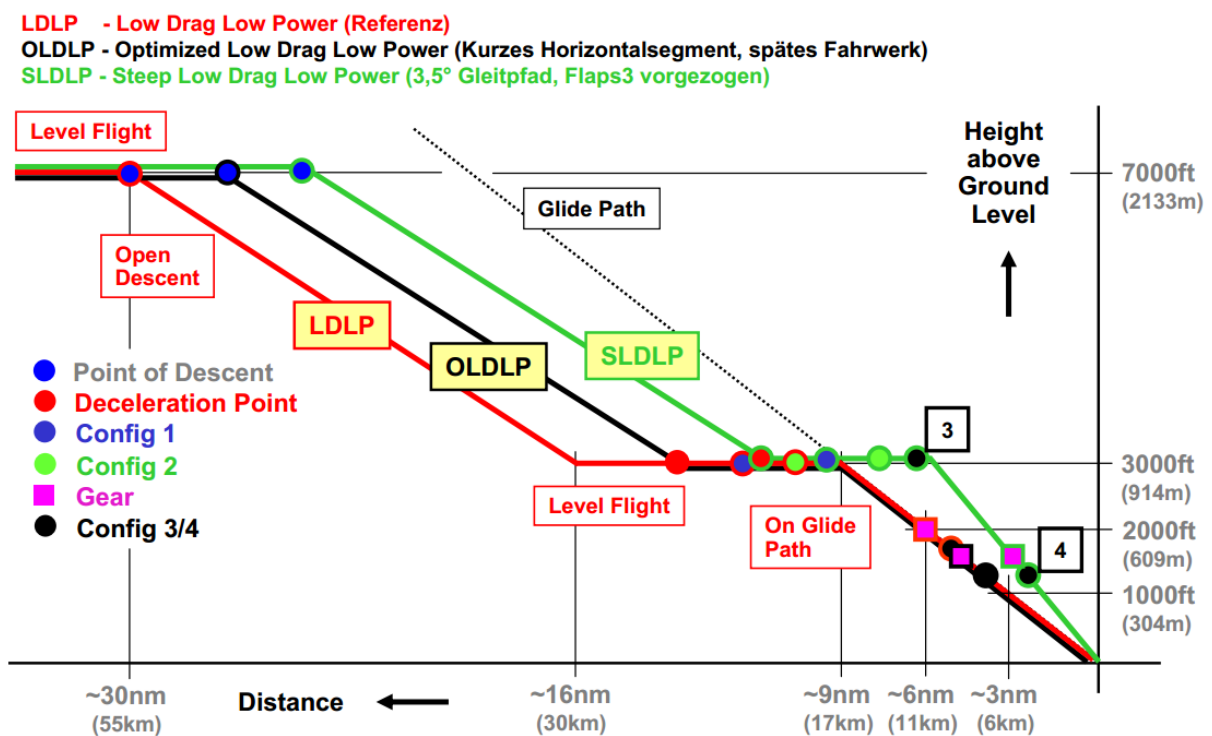 LDLP - Low Drag Low Power (Referenz)
OLDLP - Optimized Low Drag Low Power (Kurzes Horizontalsegment, spätes Fahrwerk)
SLDLP - Steep Low Drag Low Power (3,5° Gleitpfad, Flaps3 vorgezogen)
Level Flight
Height
above
Ground
Level
7000ft
(2133m)
Glide Path
Open
Descent
LDLP
OLDLP
SLDLP
Point of Descent
Deceleration Point
Config 1
Config 2
Gear
Config 3/4
3
3000ft
(914m)
Level Flight
On Glide
Path
2000ft
(609m)
4
1000ft
(304m)
~30nm
(55km)
Distance
~16nm
(30km)
~9nm
(17km)
~6nm
(11km)
~3nm
(6km)